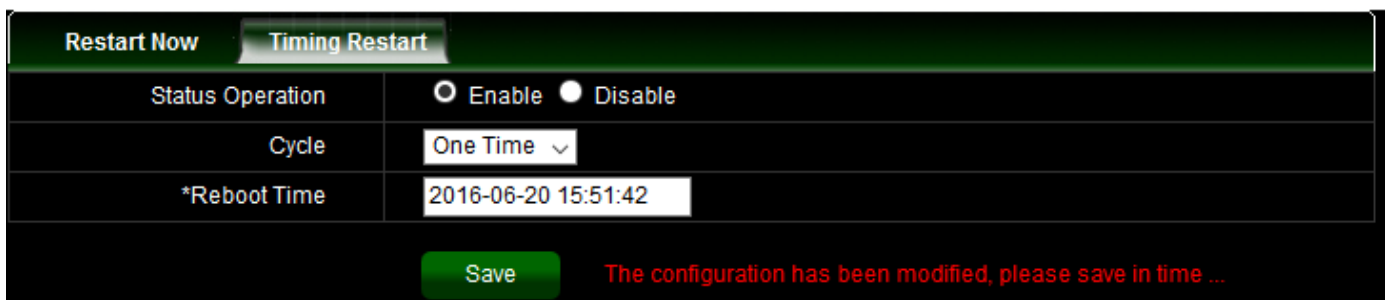 Restart Now Timing Restart
Status Operation Enable Disable
Cycle One Time
*Reboot Time 2016-06-20 15:51:42
Save The configuration has been modified, please save in time ...